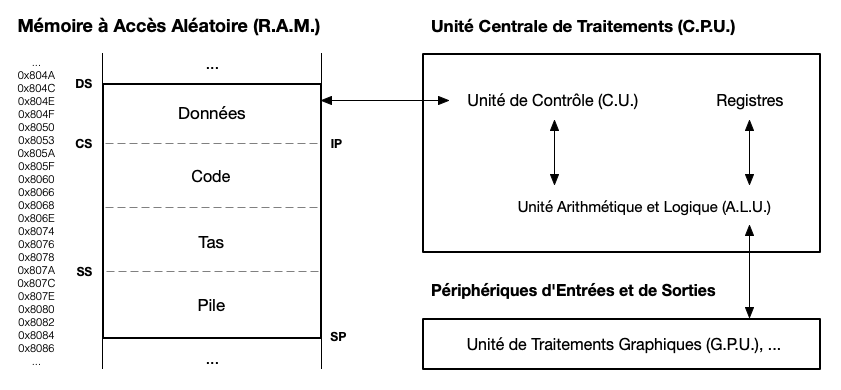 Mémoire à Accès Aléatoire (R.A.M.)
...
0x804A
0x804C
0x804E
0x804F
0x8050
0x8053
0x805A
0x805F
0x8060
0x8066
0x8068
0x806E
0x8074
0x8076
0x8078
0x807A
0x807C
0x807E
0x8080
0x8082
0x8084
0x8086
...
DS
CS
SS
...
Données
Code
Tas
Pile
...
IP
SP
Unité Centrale de Traitements (C.P.U.)
Unité de Contrôle (C.U.)
Registres
Unité Arithmétique et Logique (A.L.U.)
Périphériques d'Entrées et de Sorties
Unité de Traitements Graphiques (G.P.U.), ...